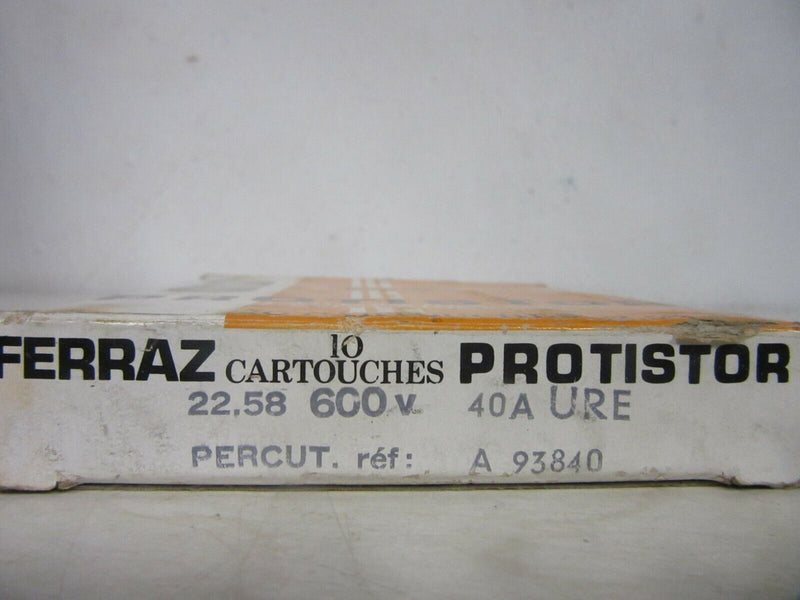 FERRAZ 10 CARTOUCHES PROTISTOR
22.58 600 v 40A URE
PERCUT. réf: A 93840